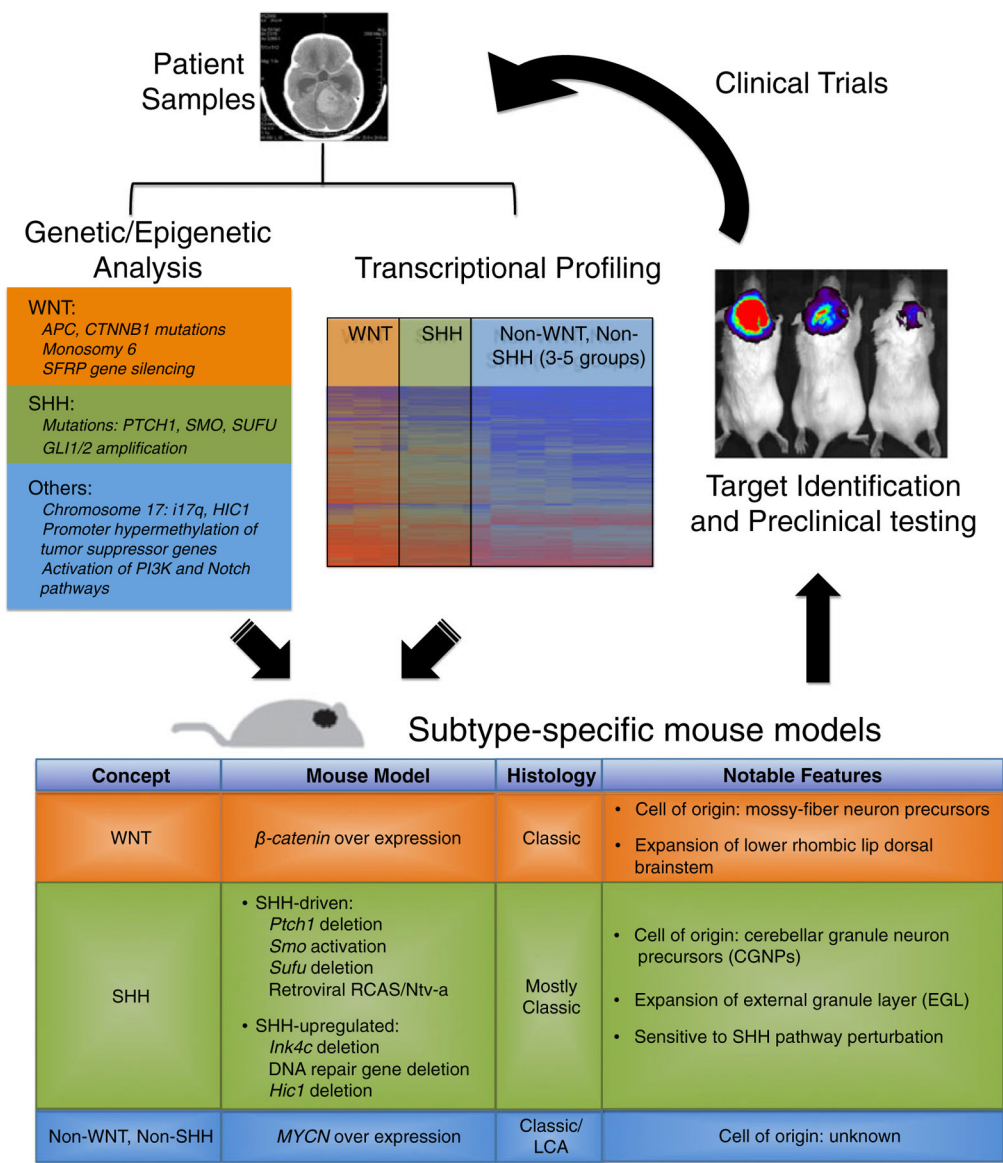 Patient
Samples
Clinical Trials
Genetic/Epigenetic
Analysis
Transcriptional Profiling
WNT:
APC, CTNNB1 mutations
Monosomy 6
SFRP gene silencing
SHH:
Mutations: PTCH1, SMO, SUFU
GLI1/2 amplification
Others:
Chromosome 17: i17q, HIC1
Promoter hypermethylation of
tumor suppressor genes
Activation of PI3K and Notch
pathways
WNT
SHH
Non-WNT, Non-
SHH (3-5 groups)
Target Identification
and Preclinical testing
Subtype-specific mouse models
Concept
Mouse Model
Histology
Notable Features
WNT
β-catenin over expression
Classic
• Cell of origin: mossy-fiber neuron precursors
• Expansion of lower rhombic lip dorsal
brainstem
SHH
• SHH-driven:
Ptch1 deletion
Smo activation
Sufu deletion
Retroviral RCAS/Ntv-a
• SHH-upregulated:
Ink4c deletion
DNA repair gene deletion
Hic1 deletion
Mostly
Classic
• Cell of origin: cerebellar granule neuron
precursors (CGNPs)
• Expansion of external granule layer (EGL)
• Sensitive to SHH pathway perturbation
Non-WNT, Non-SHH
MYCN over expression
Classic/
LCA
Cell of origin: unknown